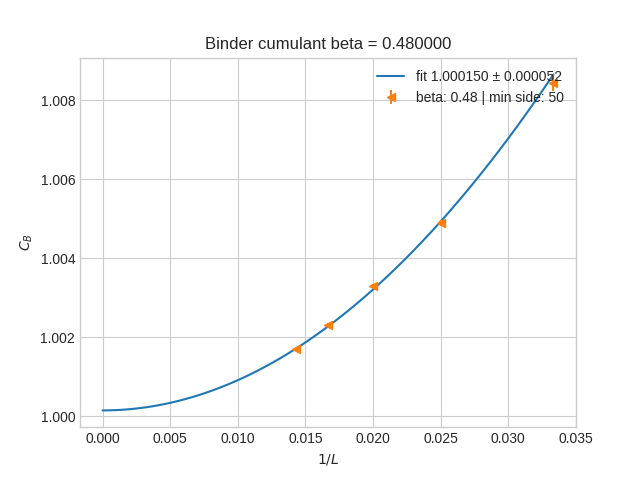 Binder cumulant beta = 0.480000
fit 1.000150 ± 0.000052
beta: 0.48 | min side: 50
1.008
1.006
1.004
1.002
1.000
C_B
0.000 0.005 0.010 0.015 0.020 0.025 0.030 0.035
1/L